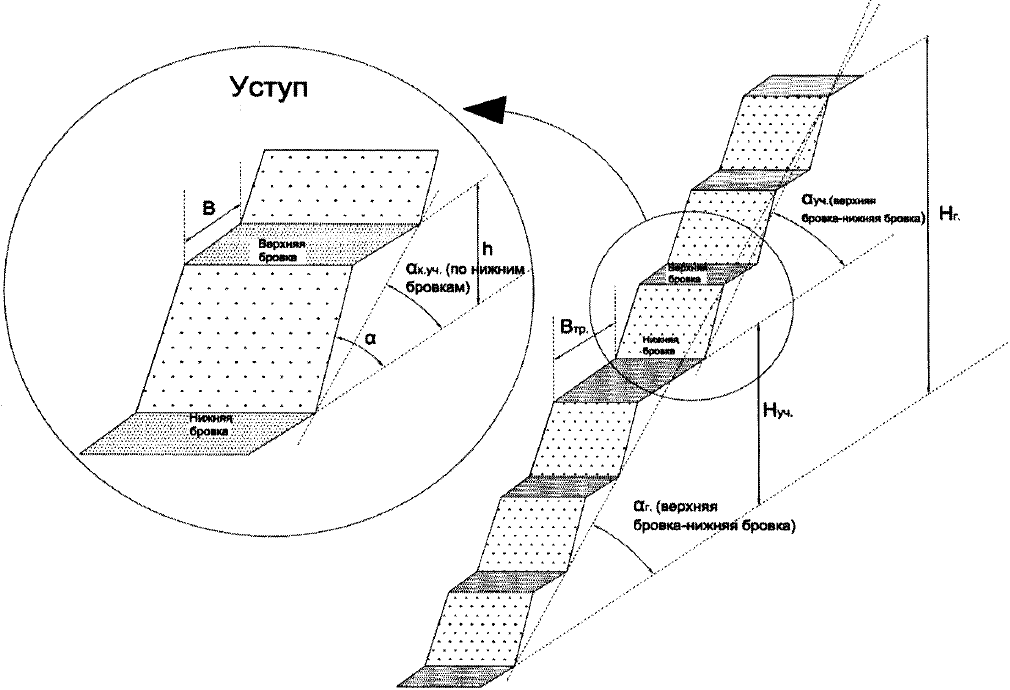 Уступ
B
Верхняя
бровка
h
αк.уч. (по нижним
бровкам)
α
Нижняя
бровка
αуч.(верхняя
бровка-нижняя бровка)
Hг.
Верхняя
бровка
Bтр.
Нижняя
бровка
Hуч.
αг. (верхняя
бровка-нижняя бровка)